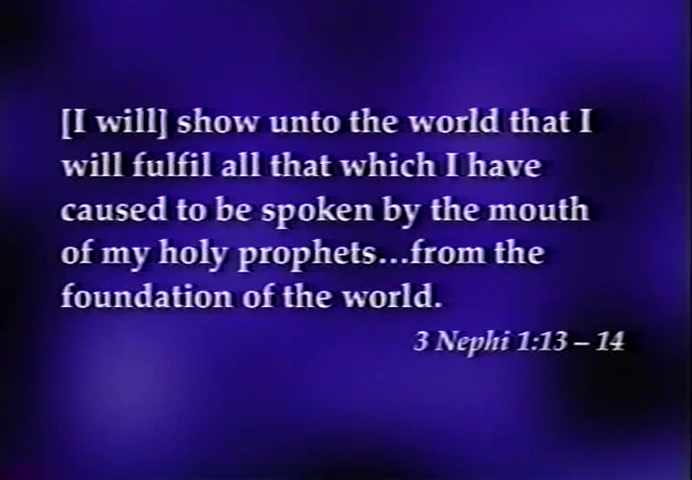 [I will] show unto the world that I
will fulfil all that which I have
caused to be spoken by the mouth
of my holy prophets...from the
foundation of the world.
3 Nephi 1:13 – 14